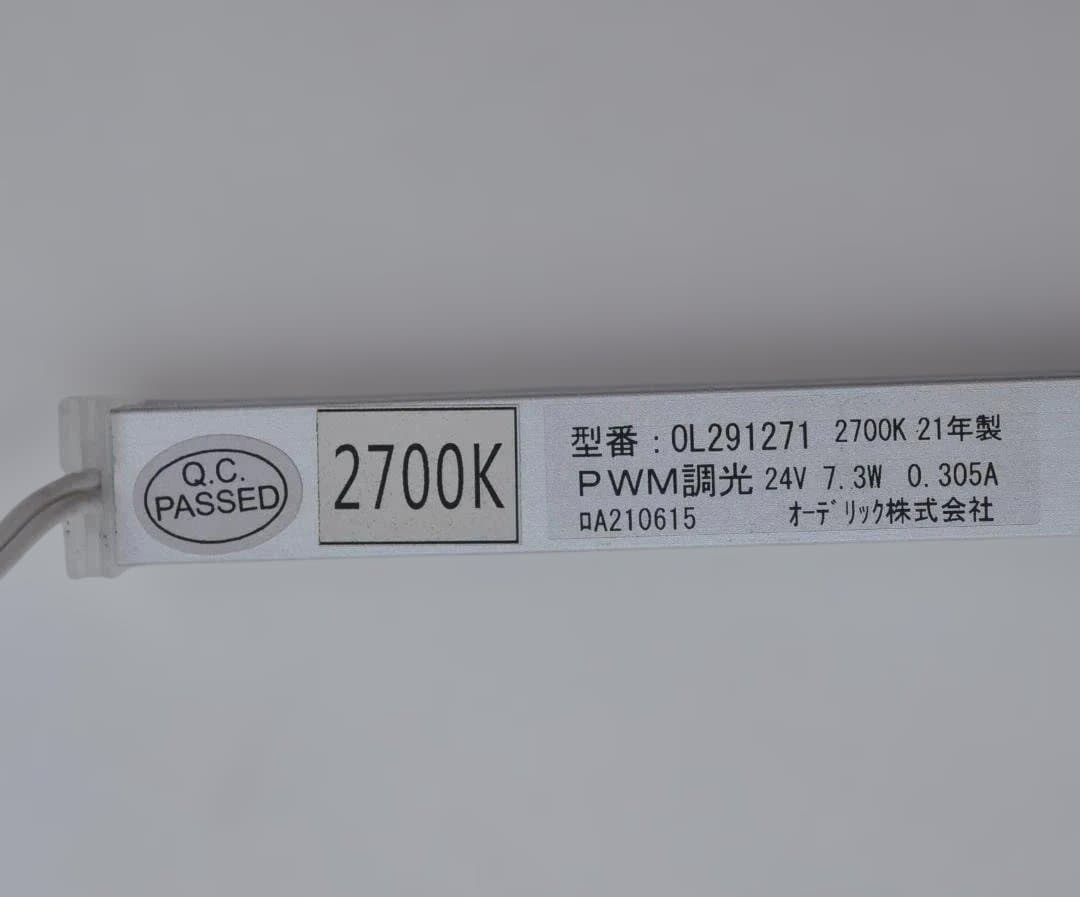 Q.C.
PASSED
2700K
型番：OL291271 2700K 21年製
PWM調光 24V 7.3W 0.305A
ﾛA210615 ｵｰﾃﾞﾘｯｸ株式会社